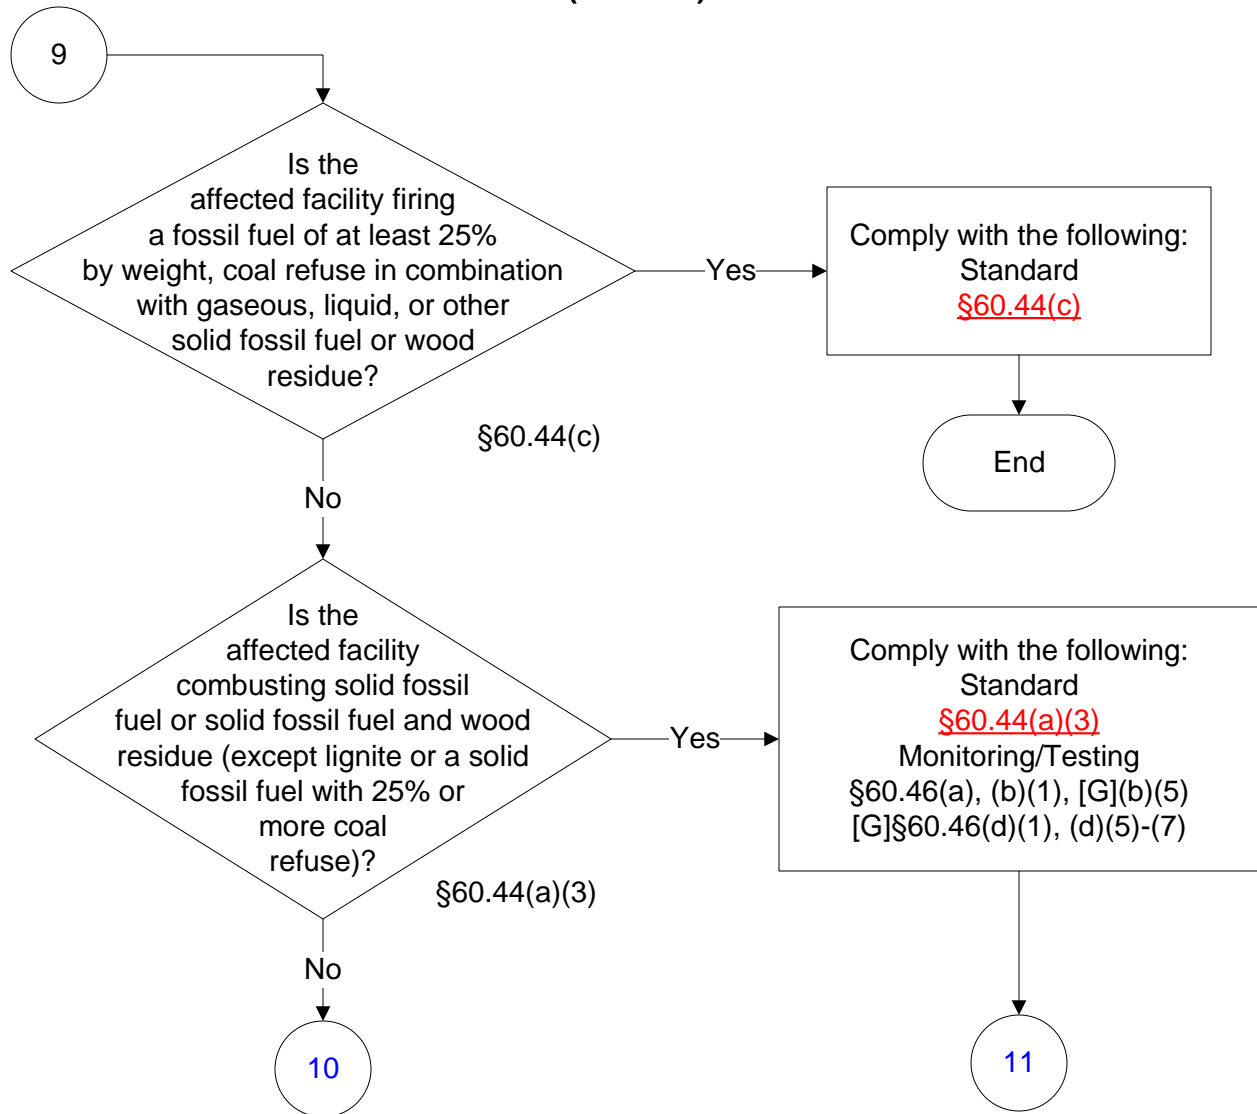 9
Is the
affected facility firing
a fossil fuel of at least 25%
by weight, coal refuse in combination
with gaseous, liquid, or other
solid fossil fuel or wood
residue?
Yes
Comply with the following:
Standard
§60.44(c)
§60.44(c)
End
No
Is the
affected facility
combusting solid fossil
fuel or solid fossil fuel and wood
residue (except lignite or a solid
fossil fuel with 25% or
more coal
refuse)?
Yes
Comply with the following:
Standard
§60.44(a)(3)
Monitoring/Testing
§60.46(a), (b)(1), [G](b)(5)
[G]§60.46(d)(1), (d)(5)-(7)
§60.44(a)(3)
No
10
11